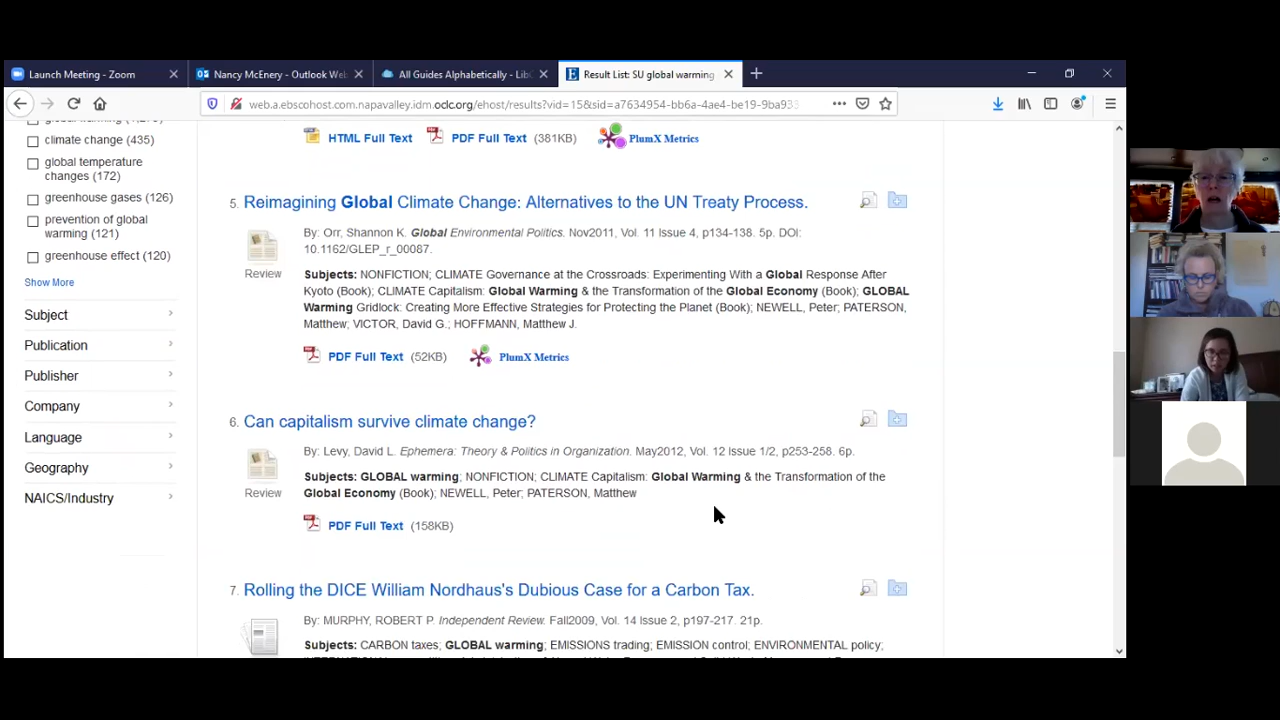 Launch Meeting - Zoom
Nancy McEnery - Outlook Web
All Guides Alphabetically - LibG
Result List: SU global warming
web.a.ebscohost.com.napavalley.idm.oclc.org/ehost/results?vid=15&sid=a7634954-bb6a-4ae4-be19-9ba933
climate change (435)
global temperature
changes (172)
greenhouse gases (126)
prevention of global
warming (121)
greenhouse effect (120)
Show More
Subject
Publication
Publisher
Company
Language
Geography
NAICS/Industry
HTML Full Text PDF Full Text (381KB) PlumX Metrics
5. Reimagining Global Climate Change: Alternatives to the UN Treaty Process.
Review
By: Orr, Shannon K. Global Environmental Politics. Nov2011, Vol. 11 Issue 4, p134-138. 5p. DOI:
10.1162/GLEP_r_00087.
Subjects: NONFICTION; CLIMATE Governance at the Crossroads: Experimenting With a Global Response After
Kyoto (Book); CLIMATE Capitalism: Global Warming & the Transformation of the Global Economy (Book); GLOBAL
Warming Gridlock: Creating More Effective Strategies for Protecting the Planet (Book); NEWELL, Peter; PATERSON,
Matthew; VICTOR, David G.; HOFFMANN, Matthew J.
PDF Full Text (52KB) PlumX Metrics
6. Can capitalism survive climate change?
Review
By: Levy, David L. Ephemera: Theory & Politics in Organization. May2012, Vol. 12 Issue 1/2, p253-258. 6p.
Subjects: GLOBAL warming; NONFICTION; CLIMATE Capitalism: Global Warming & the Transformation of the
Global Economy (Book); NEWELL, Peter; PATERSON, Matthew
PDF Full Text (158KB)
7. Rolling the DICE William Nordhaus's Dubious Case for a Carbon Tax.
By: MURPHY, ROBERT P. Independent Review. Fall2009, Vol. 14 Issue 2, p197-217. 21p.
Subjects: CARBON taxes; GLOBAL warming; EMISSIONS trading; EMISSION control; ENVIRONMENTAL policy;